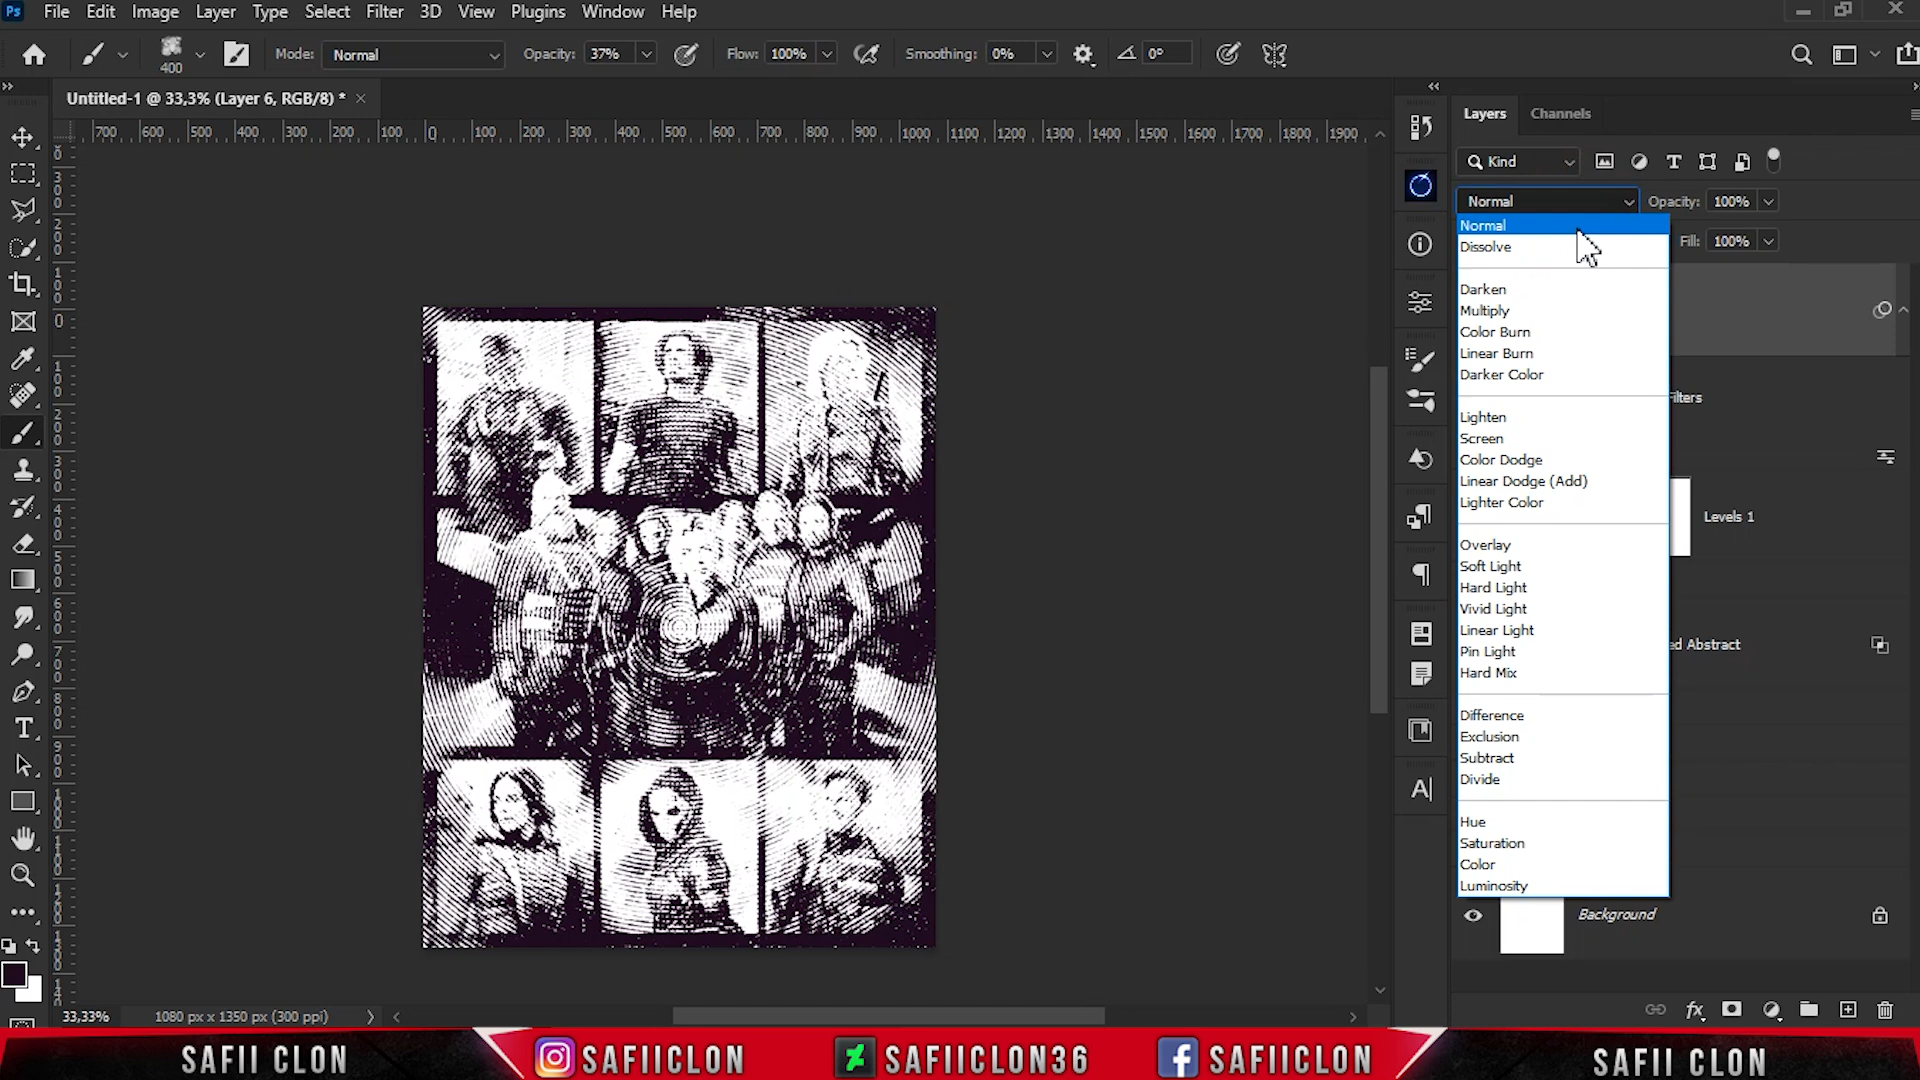 Ps File Edit Image Layer Type Select Filter 3D View Plugins Window Help
400 Mode: Normal Opacity: 37% Flow: 100% Smoothing: 0% 0°
Untitled-1 @ 33,3% (Layer 6, RGB/8) *
700 600 500 400 300 200 100 0 100 200 300 400 500 600 700 800 900 1000 1100 1200 1300 1400 1500 1600 1700 1800 1900
Layers Channels
Kind
Normal Opacity: 100%
Fill: 100%
Normal
Dissolve
Darken
Multiply
Color Burn
Linear Burn
Darker Color
Lighten
Screen
Color Dodge
Linear Dodge (Add)
Lighter Color
Overlay
Soft Light
Hard Light
Vivid Light
Linear Light
Pin Light
Hard Mix
Difference
Exclusion
Subtract
Divide
Hue
Saturation
Color
Luminosity
ilters
Levels 1
ed Abstract
Background
33,33% 1080 px x 1350 px (300 ppi)
SAFII CLON SAFIICLON SAFIICLON36 SAFIICLON SAFII CLON